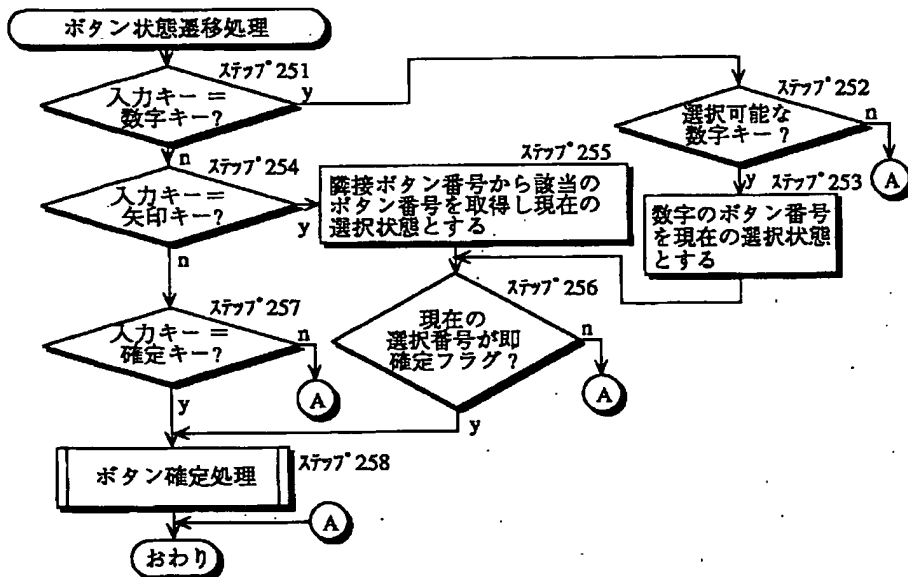 ボタン状態遷移処理
ステップ251
入力キー＝
数字キー？
y
n
ステップ252
選択可能な
数字キー？
n
A
y
ステップ253
数字のボタン番号
を現在の選択状態
とする
ステップ254
入力キー＝
矢印キー？
y
n
ステップ255
隣接ボタン番号から該当の
ボタン番号を取得し現在の
選択状態とする
ステップ256
現在の
選択番号が即
確定フラグ？
n
A
y
ステップ257
入力キー＝
確定キー？
n
A
y
ステップ258
ボタン確定処理
A
おわり